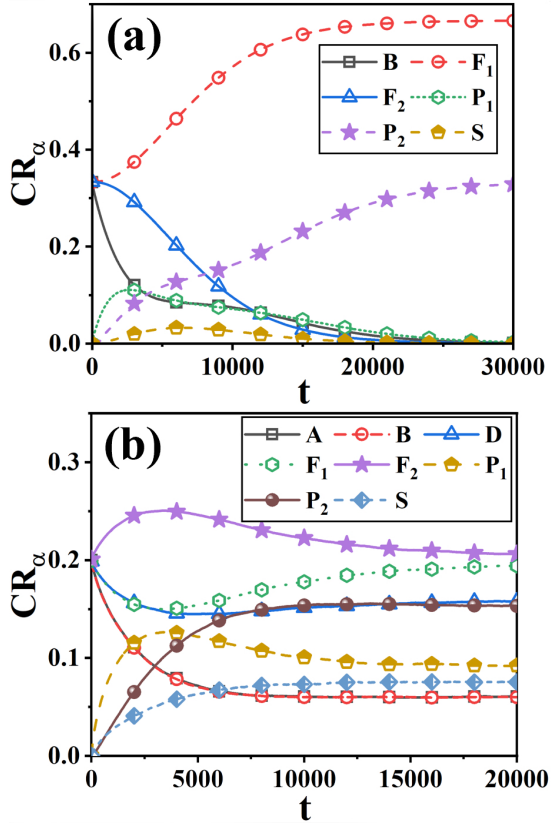 (a)
B F₁
F₂ P₁
P₂ S
CRα
0.6
0.4
0.2
0.0
0 10000 20000 30000
t
(b)
A B D
F₁ F₂ P₁
P₂ S
CRα
0.3
0.2
0.1
0.0
0 5000 10000 15000 20000
t